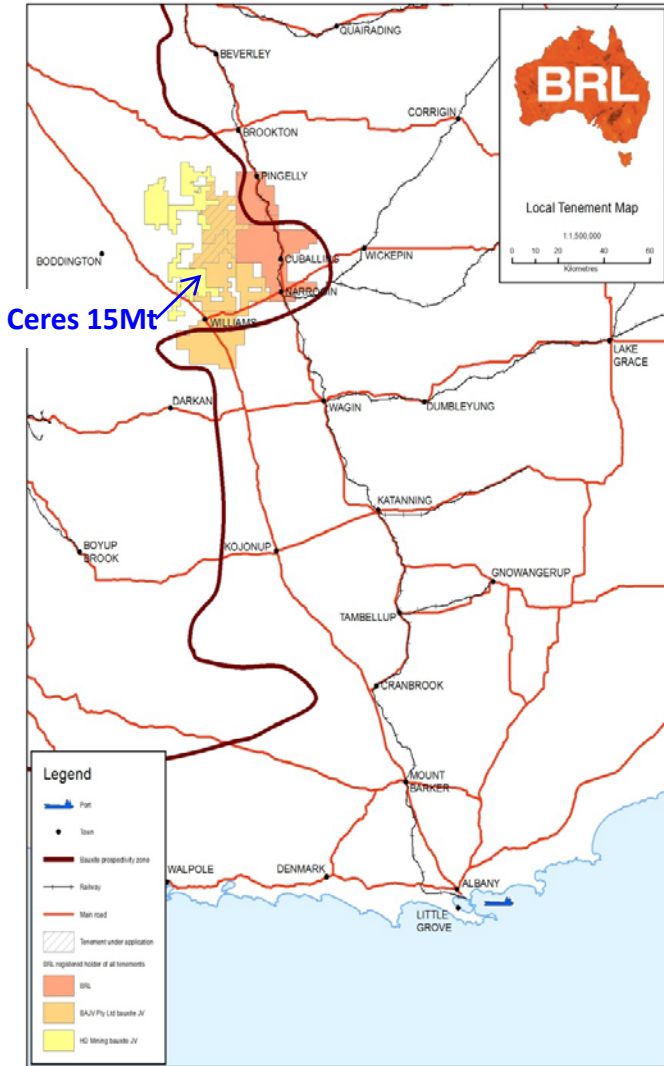 QUAIRADING
BEVERLEY
BRL
CORRIGIN
BROOKTON
PINGELLY
Local Tenement Map
1:1,500,000
0 10 20 40 60
Kilometres
BODDINGTON
CUBALLING
WICKEPIN
NARROGIN
Ceres 15Mt
WILLIAMS
LAKE
GRACE
DARKAN
WAGIN
DUMBLEYUNG
KATANNING
BOYUP
BROOK
KOJONUP
GNOWANGERUP
TAMBELLUP
CRANBROOK
MOUNT
BARKER
WALPOLE
DENMARK
ALBANY
LITTLE
GROVE
Legend
Port
Town
Bauxite prospectivity zone
Railway
Main road
Tenement under application
BRL registered holder of all tenements
BRL
BAJV Pty Ltd bauxite JV
HD Mining bauxite JV